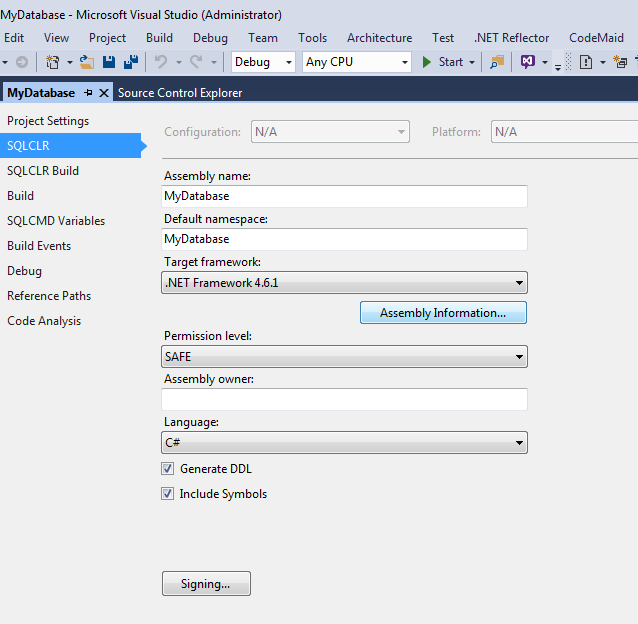 MyDatabase - Microsoft Visual Studio (Administrator)
Edit View Project Build Debug Team Tools Architecture Test .NET Reflector CodeMaid
Debug Any CPU Start
MyDatabase Source Control Explorer
Project Settings
SQLCLR
SQLCLR Build
Build
SQLCMD Variables
Build Events
Debug
Reference Paths
Code Analysis
Configuration: N/A Platform: N/A
Assembly name:
MyDatabase
Default namespace:
MyDatabase
Target framework:
.NET Framework 4.6.1
Assembly Information...
Permission level:
SAFE
Assembly owner:
Language:
C#
Generate DDL
Include Symbols
Signing...